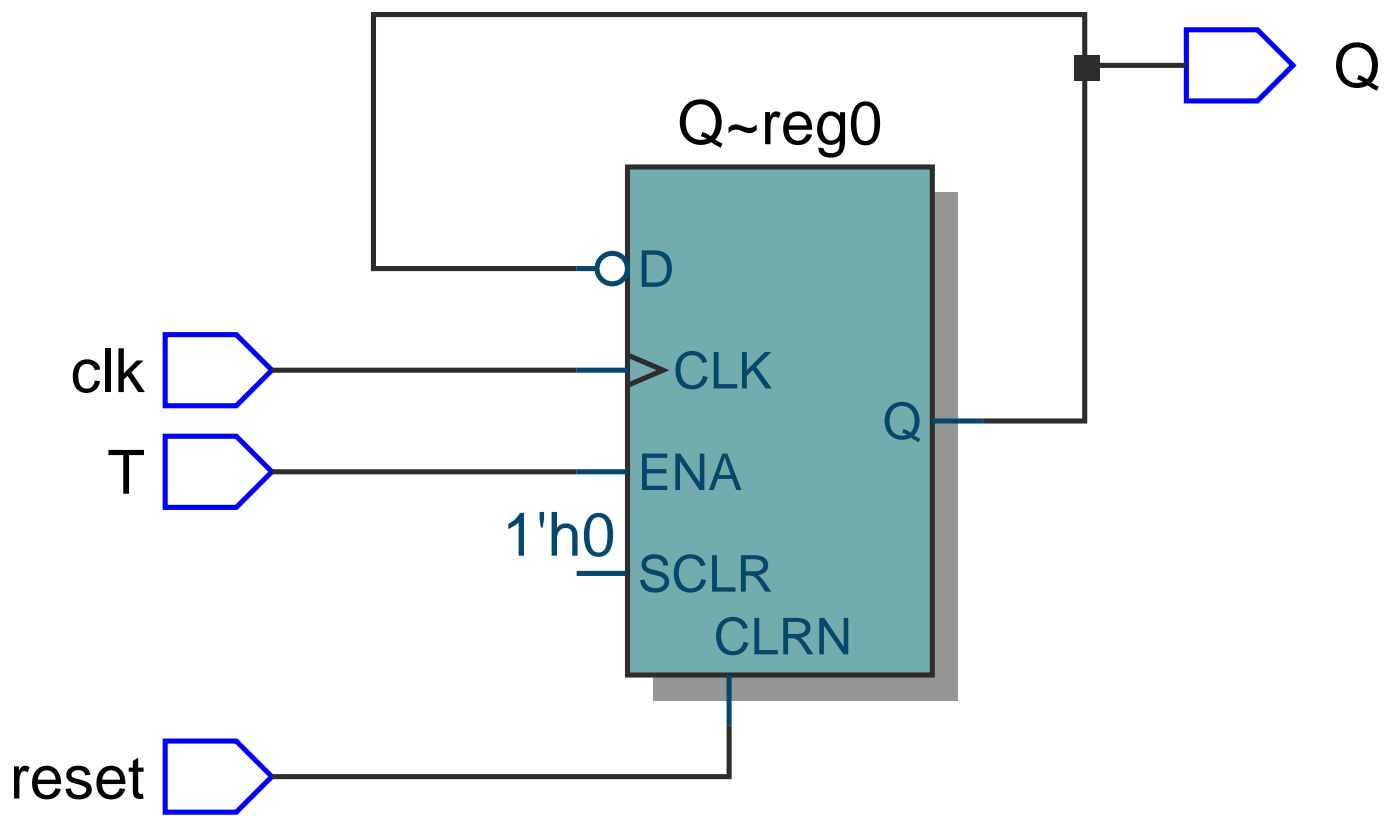 Q
Q~reg0
D
clk
CLK
Q
T
ENA
1'h0
SCLR
CLRN
reset